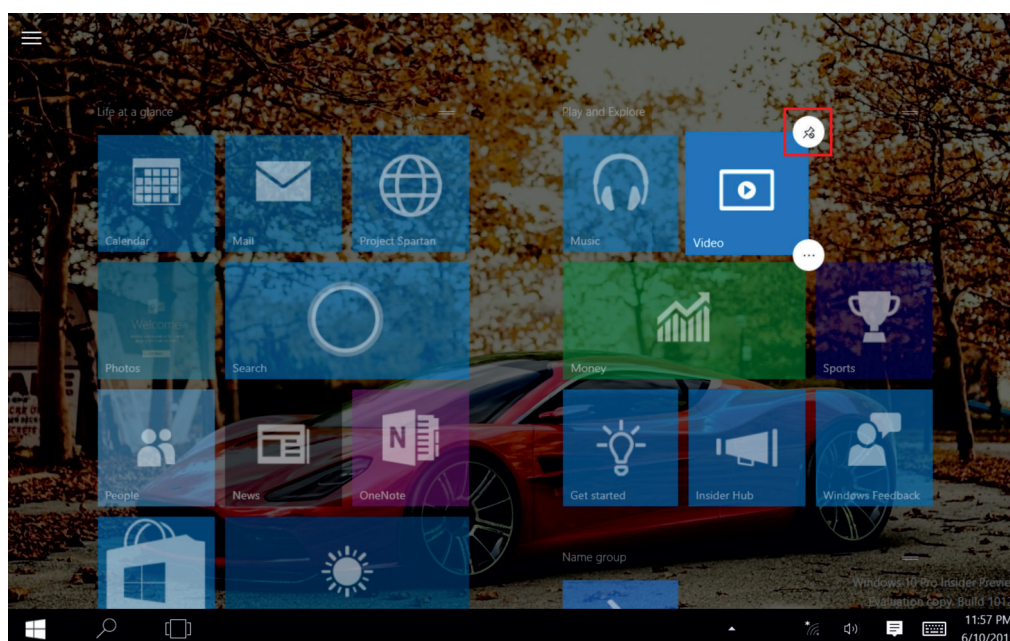 Life at a glance
Play and Explore
Calendar
Mail
Project Spartan
Music
Video
Welcome
Photos
Search
Money
Sports
N
People
News
OneNote
Get started
Insider Hub
Windows Feedback
Name group
Windows 10 Pro Insider Previe
Evaluation copy. Build 101
11:57 PM
6/10/201